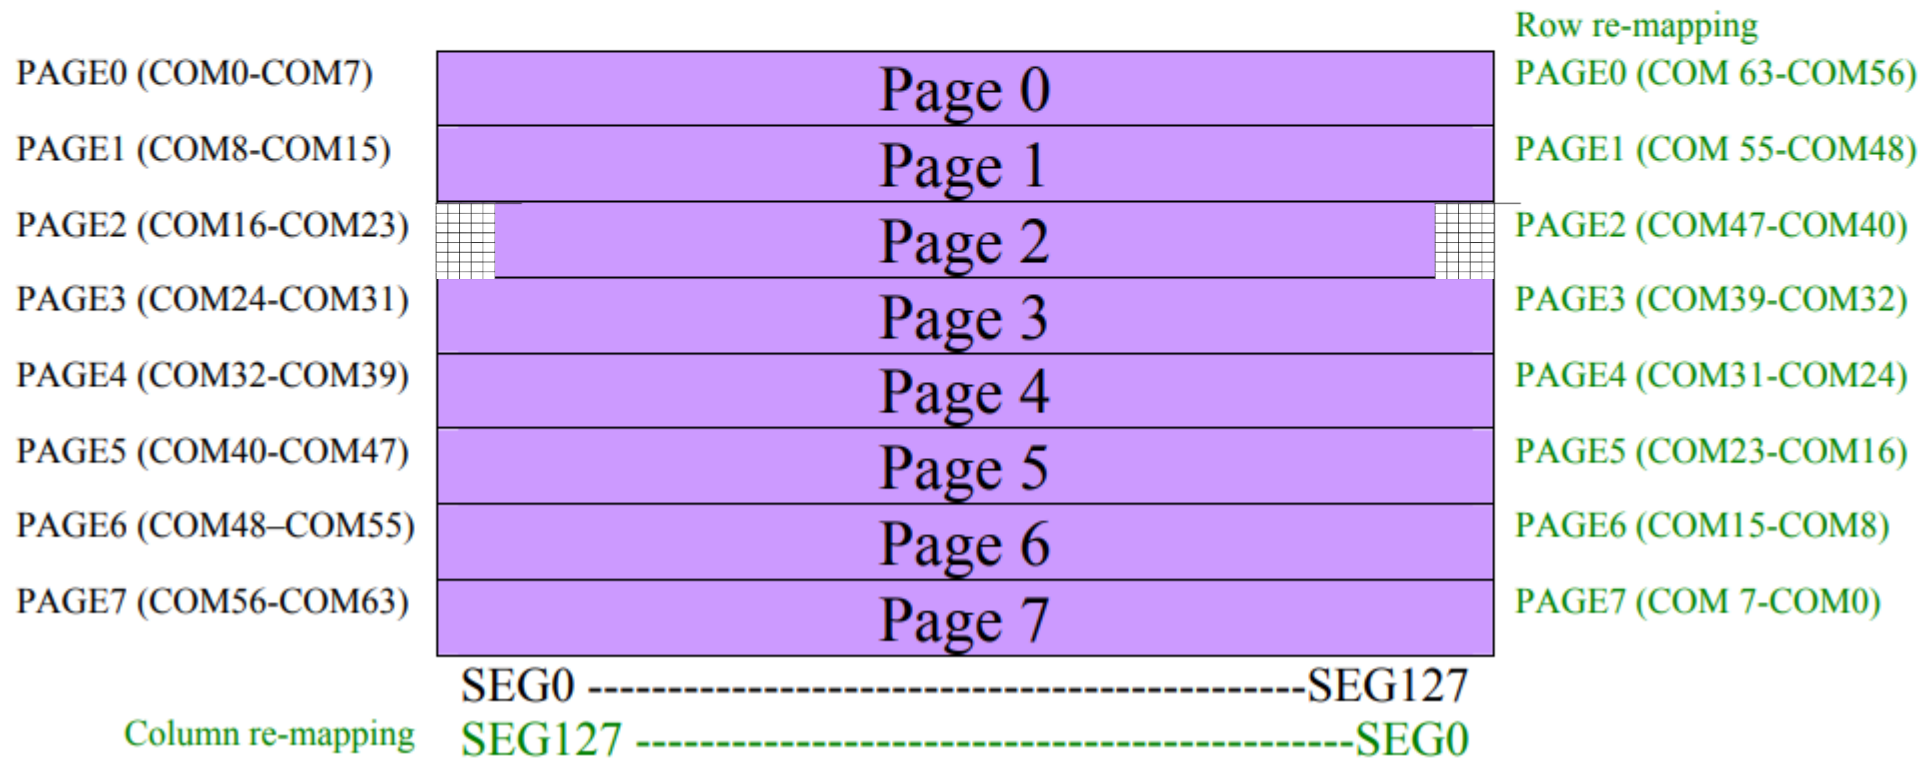 Row re-mapping
PAGE0 (COM0-COM7) Page 0 PAGE0 (COM 63-COM56)
PAGE1 (COM8-COM15) Page 1 PAGE1 (COM 55-COM48)
PAGE2 (COM16-COM23) Page 2 PAGE2 (COM47-COM40)
PAGE3 (COM24-COM31) Page 3 PAGE3 (COM39-COM32)
PAGE4 (COM32-COM39) Page 4 PAGE4 (COM31-COM24)
PAGE5 (COM40-COM47) Page 5 PAGE5 (COM23-COM16)
PAGE6 (COM48–COM55) Page 6 PAGE6 (COM15-COM8)
PAGE7 (COM56-COM63) Page 7 PAGE7 (COM 7-COM0)
SEG0 ---------------------------------------------SEG127
Column re-mapping SEG127 ---------------------------------------------SEG0